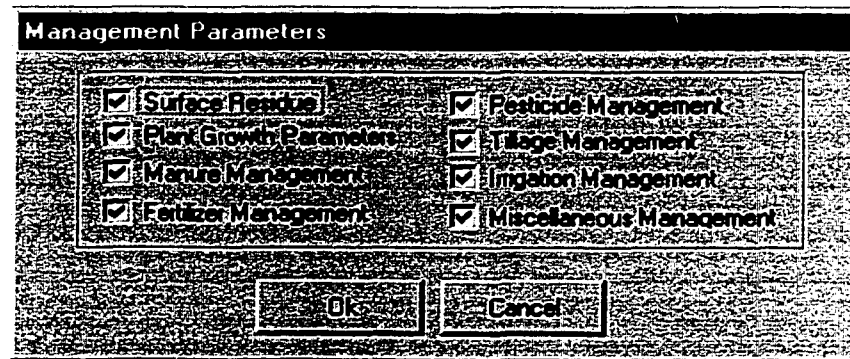 Management Parameters
Surface Residue
Plant Growth Parameters
Manure Management
Fertilizer Management
Pesticide Management
Tillage Management
Irrigation Management
Miscellaneous Management
Ok
Cancel